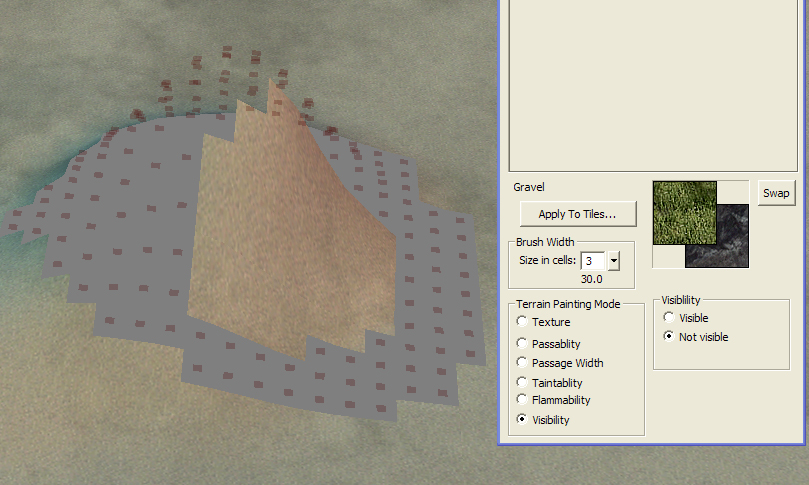 Gravel
Swap
Apply To Tiles...
Brush Width
Size in cells: 3
30.0
Terrain Painting Mode
Texture
Passablity
Passage Width
Taintablity
Flammability
Visibility
Visiblility
Visible
Not visible